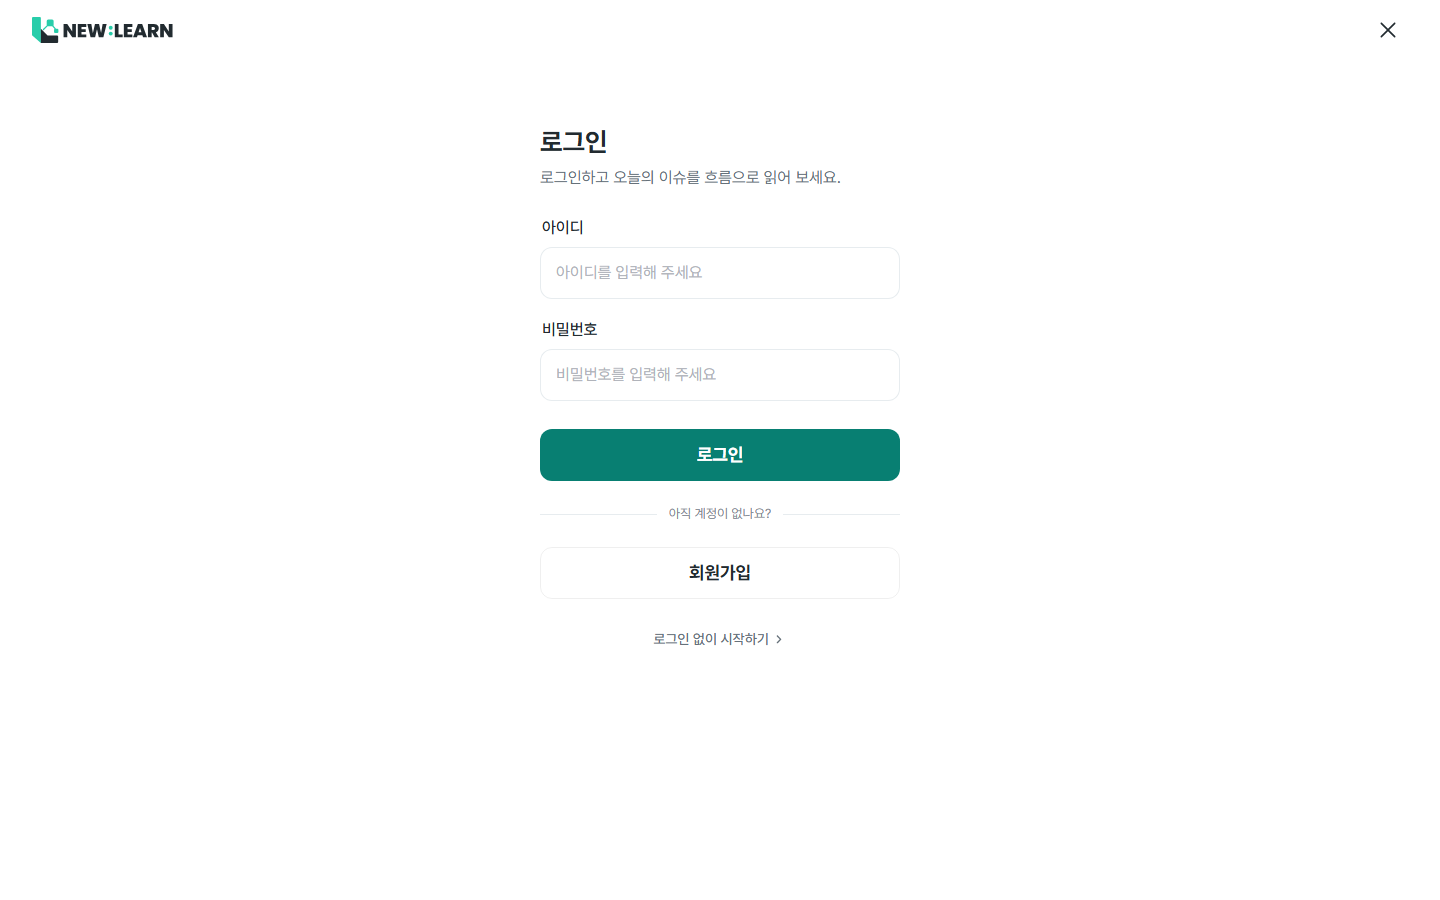 NEW:LEARN
로그인
로그인하고 오늘의 이슈를 흐름으로 읽어 보세요.
아이디
아이디를 입력해 주세요
비밀번호
비밀번호를 입력해 주세요
로그인
아직 계정이 없나요?
회원가입
로그인 없이 시작하기